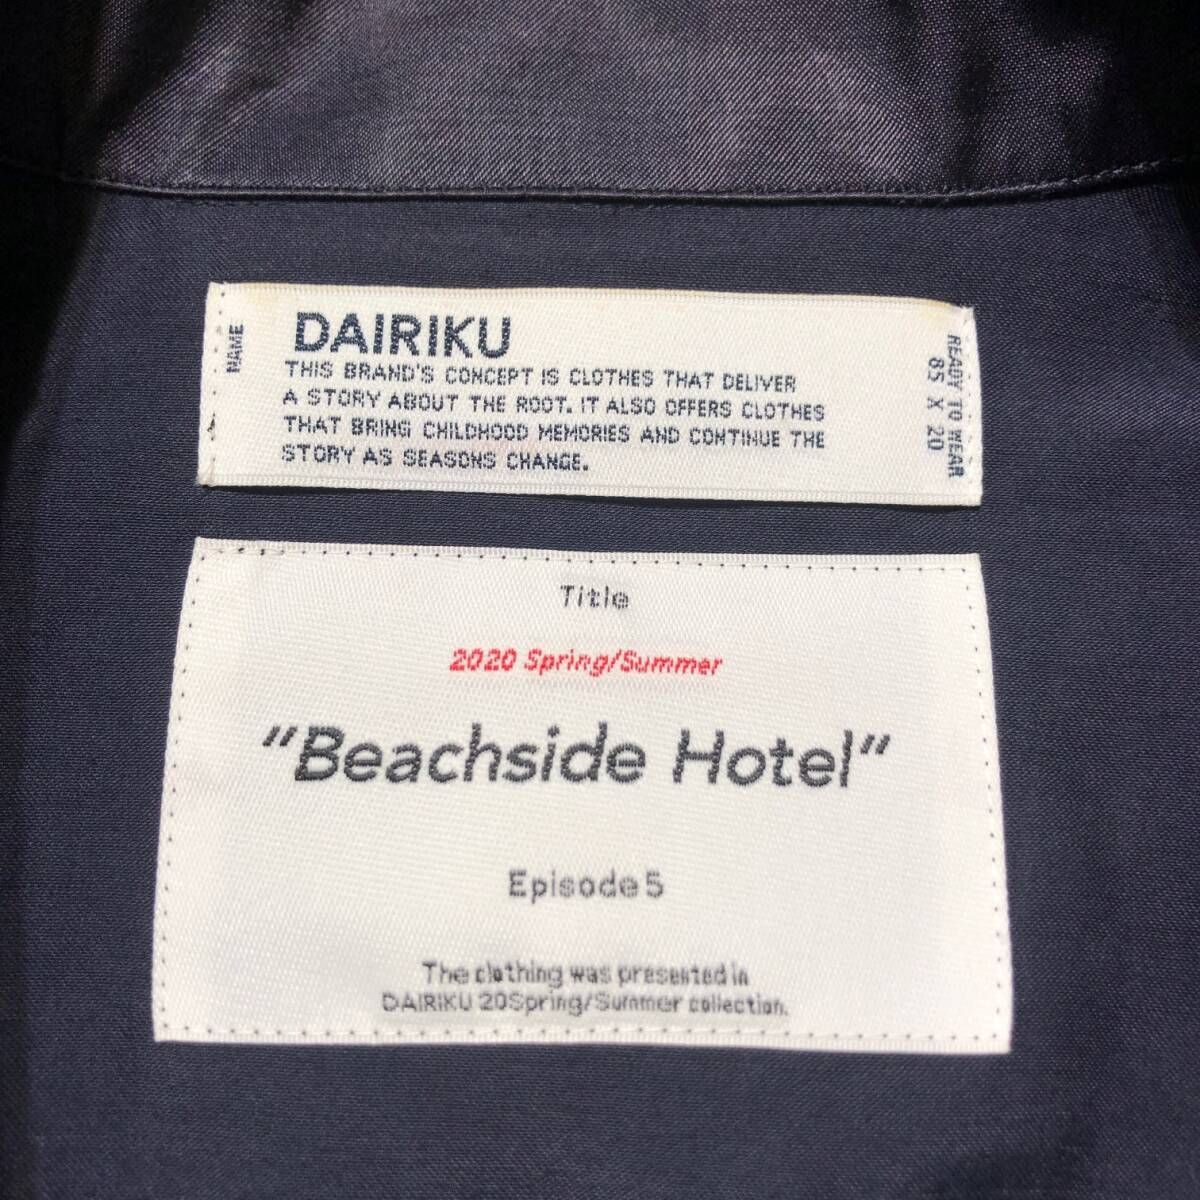 NAME
DAIRIKU
THIS BRAND'S CONCEPT IS CLOTHES THAT DELIVER
A STORY ABOUT THE ROOT. IT ALSO OFFERS CLOTHES
THAT BRING CHILDHOOD MEMORIES AND CONTINUE THE
STORY AS SEASONS CHANGE.
READY TO WEAR
85 X 20
Title
2020 Spring/Summer
"Beachside Hotel"
Episode 5
The clothing was presented in
DAIRIKU 20Spring/Summer collection.